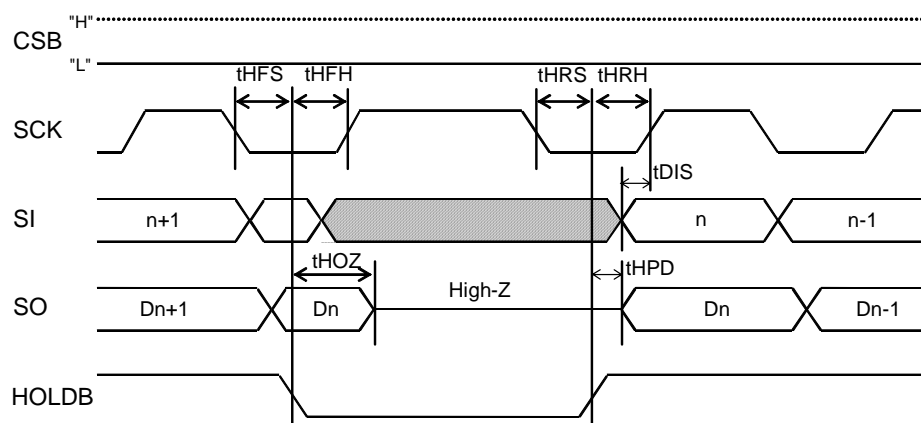 "H"
CSB
"L"
tHFS tHFH tHRS tHRH
SCK
tDIS
SI n+1 n n-1
tHOZ tHPD
High-Z
SO Dn+1 Dn Dn Dn-1
HOLDB